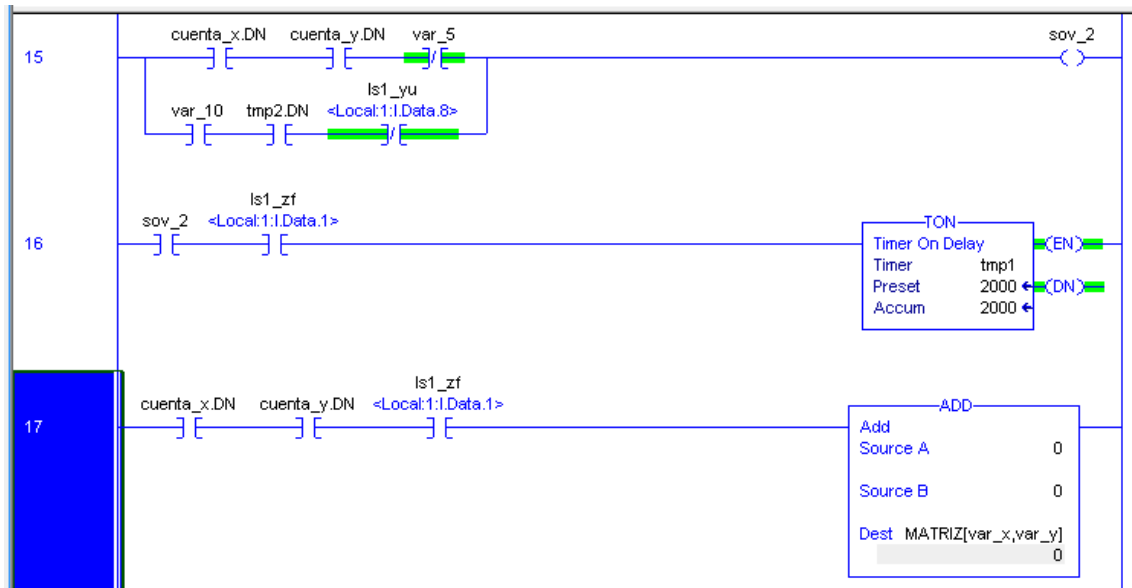 cuenta_x.DN cuenta_y.DN var_5 sov_2
15
ls1_yu
var_10 tmp2.DN <Local:1:I.Data.8>
ls1_zf
sov_2 <Local:1:I.Data.1>
16
TON
Timer On Delay
Timer tmp1
Preset 2000
Accum 2000
EN
DN
ls1_zf
cuenta_x.DN cuenta_y.DN <Local:1:I.Data.1>
17
ADD
Add
Source A 0
Source B 0
Dest MATRIZ[var_x,var_y]
0